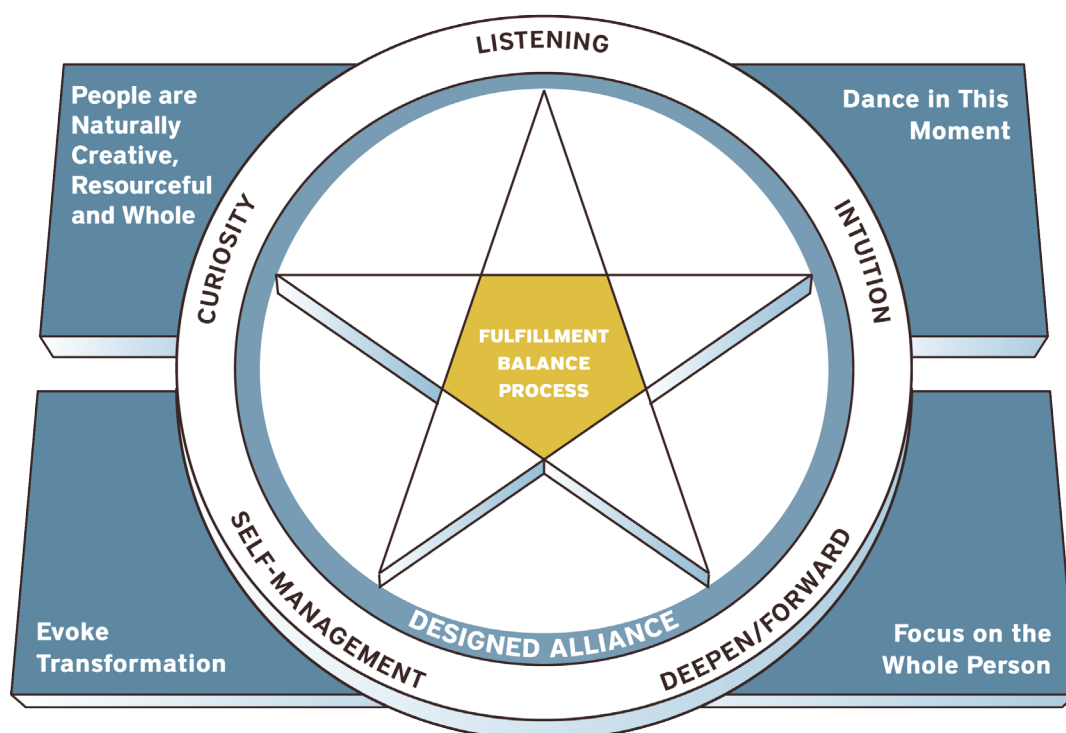 LISTENING
People are
Naturally
Creative,
Resourceful
and Whole
Dance in This
Moment
CURIOSITY
INTUITION
FULFILLMENT
BALANCE
PROCESS
SELF-MANAGEMENT
DESIGNED ALLIANCE
DEEPEN/FORWARD
Evoke
Transformation
Focus on the
Whole Person